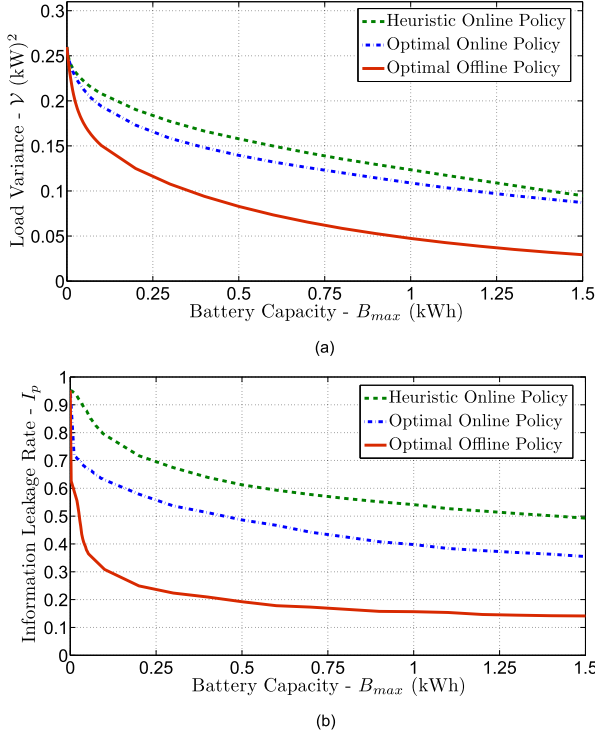 0.3
0.25
0.2
0.15
0.1
0.05
0
Load Variance - 𝒱 (kW)²
Heuristic Online Policy
Optimal Online Policy
Optimal Offline Policy
0 0.25 0.5 0.75 1 1.25 1.5
Battery Capacity - Bmax (kWh)
(a)
1
0.9
0.8
0.7
0.6
0.5
0.4
0.3
0.2
0.1
0
Information Leakage Rate - Ip
Heuristic Online Policy
Optimal Online Policy
Optimal Offline Policy
0 0.25 0.5 0.75 1 1.25 1.5
Battery Capacity - Bmax (kWh)
(b)